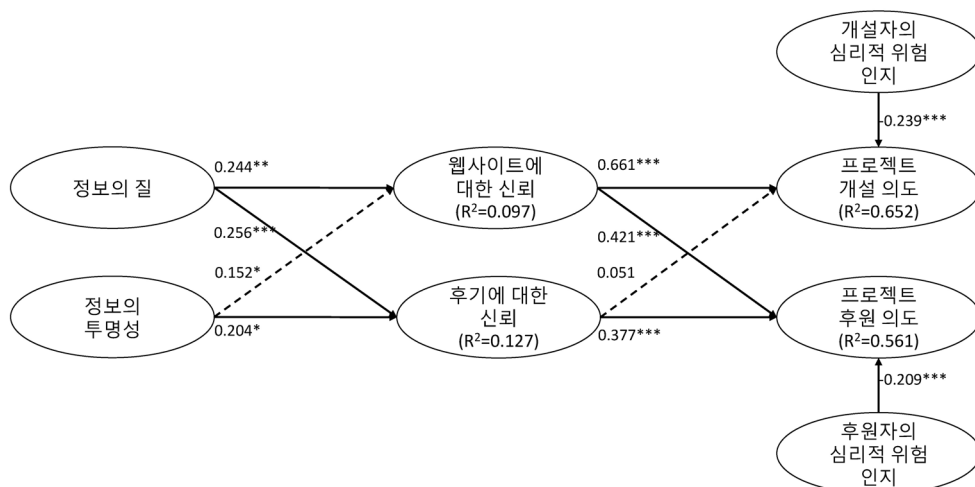 개설자의
심리적 위험
인지
-0.239***
정보의 질
0.244**
웹사이트에
대한 신뢰
(R²=0.097)
0.661***
프로젝트
개설 의도
(R²=0.652)
0.256***
0.421***
0.152*
0.051
정보의
투명성
0.204*
후기에 대한
신뢰
(R²=0.127)
0.377***
프로젝트
후원 의도
(R²=0.561)
-0.209***
후원자의
심리적 위험
인지